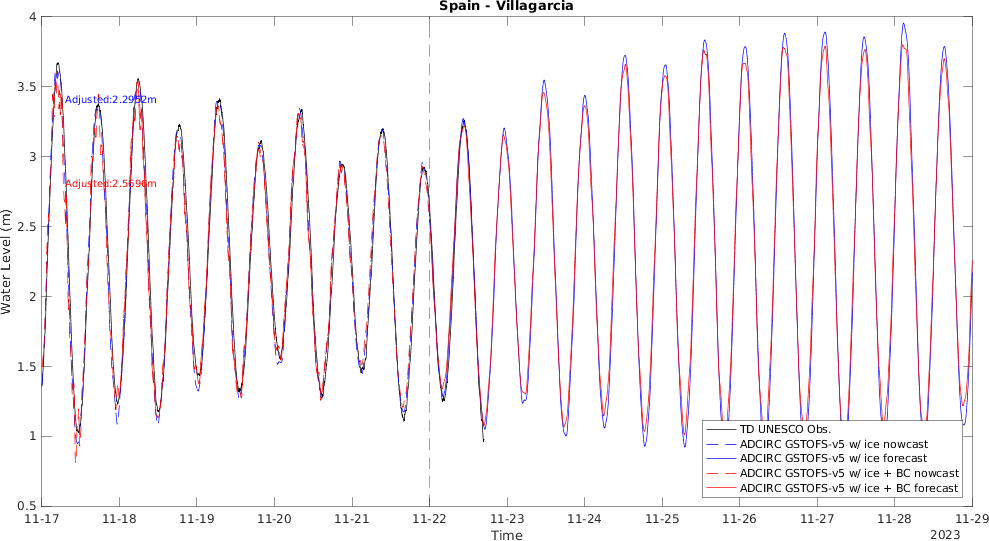 Spain - Villagarcia
4
3.5
3
2.5
2
1.5
1
0.5
Water Level (m)
Adjusted:2.2952m
Adjusted:2.5696m
TD UNESCO Obs.
ADCIRC GSTOFS-v5 w/ ice nowcast
ADCIRC GSTOFS-v5 w/ ice forecast
ADCIRC GSTOFS-v5 w/ ice + BC nowcast
ADCIRC GSTOFS-v5 w/ ice + BC forecast
11-17 11-18 11-19 11-20 11-21 11-22 11-23 11-24 11-25 11-26 11-27 11-28 11-29
Time
2023